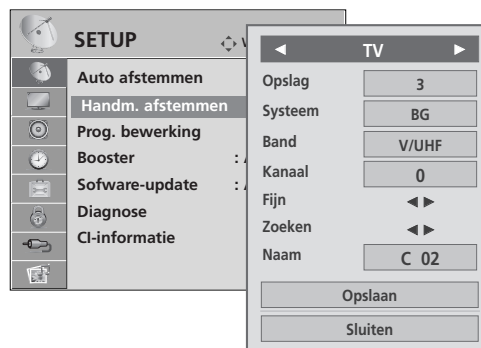 SETUP
Auto afstemmen
Handm. afstemmen
Prog. bewerking
Booster :
Sofware-update :
Diagnose
CI-informatie
◄ TV ►
Opslag 3
Systeem BG
Band V/UHF
Kanaal 0
Fijn ◄►
Zoeken ◄►
Naam C 02
Opslaan
Sluiten